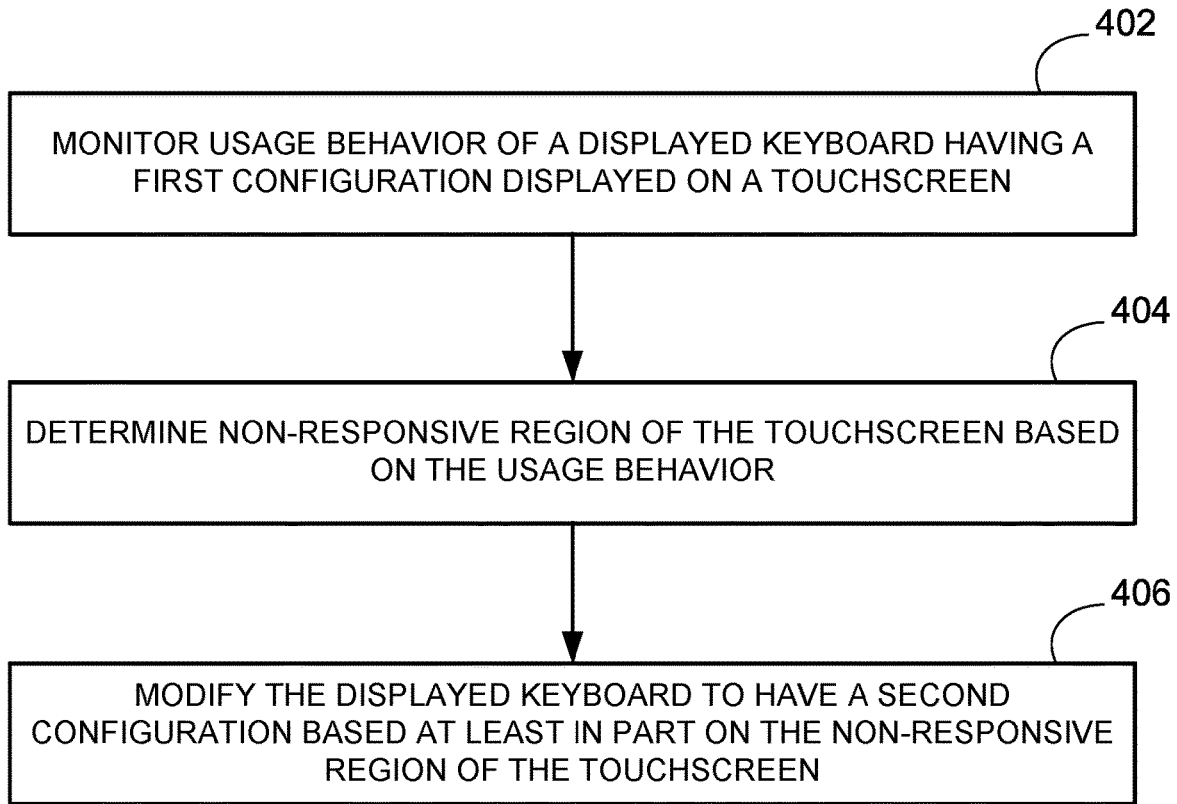 402
MONITOR USAGE BEHAVIOR OF A DISPLAYED KEYBOARD HAVING A
FIRST CONFIGURATION DISPLAYED ON A TOUCHSCREEN
404
DETERMINE NON-RESPONSIVE REGION OF THE TOUCHSCREEN BASED
ON THE USAGE BEHAVIOR
406
MODIFY THE DISPLAYED KEYBOARD TO HAVE A SECOND
CONFIGURATION BASED AT LEAST IN PART ON THE NON-RESPONSIVE
REGION OF THE TOUCHSCREEN